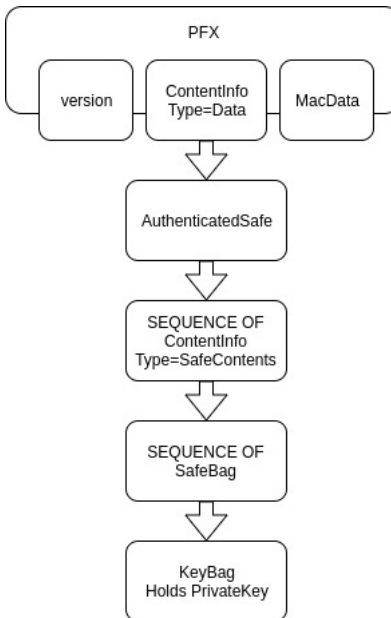 PFX
version
ContentInfo
Type=Data
MacData
AuthenticatedSafe
SEQUENCE OF
ContentInfo
Type=SafeContents
SEQUENCE OF
SafeBag
KeyBag
Holds PrivateKey